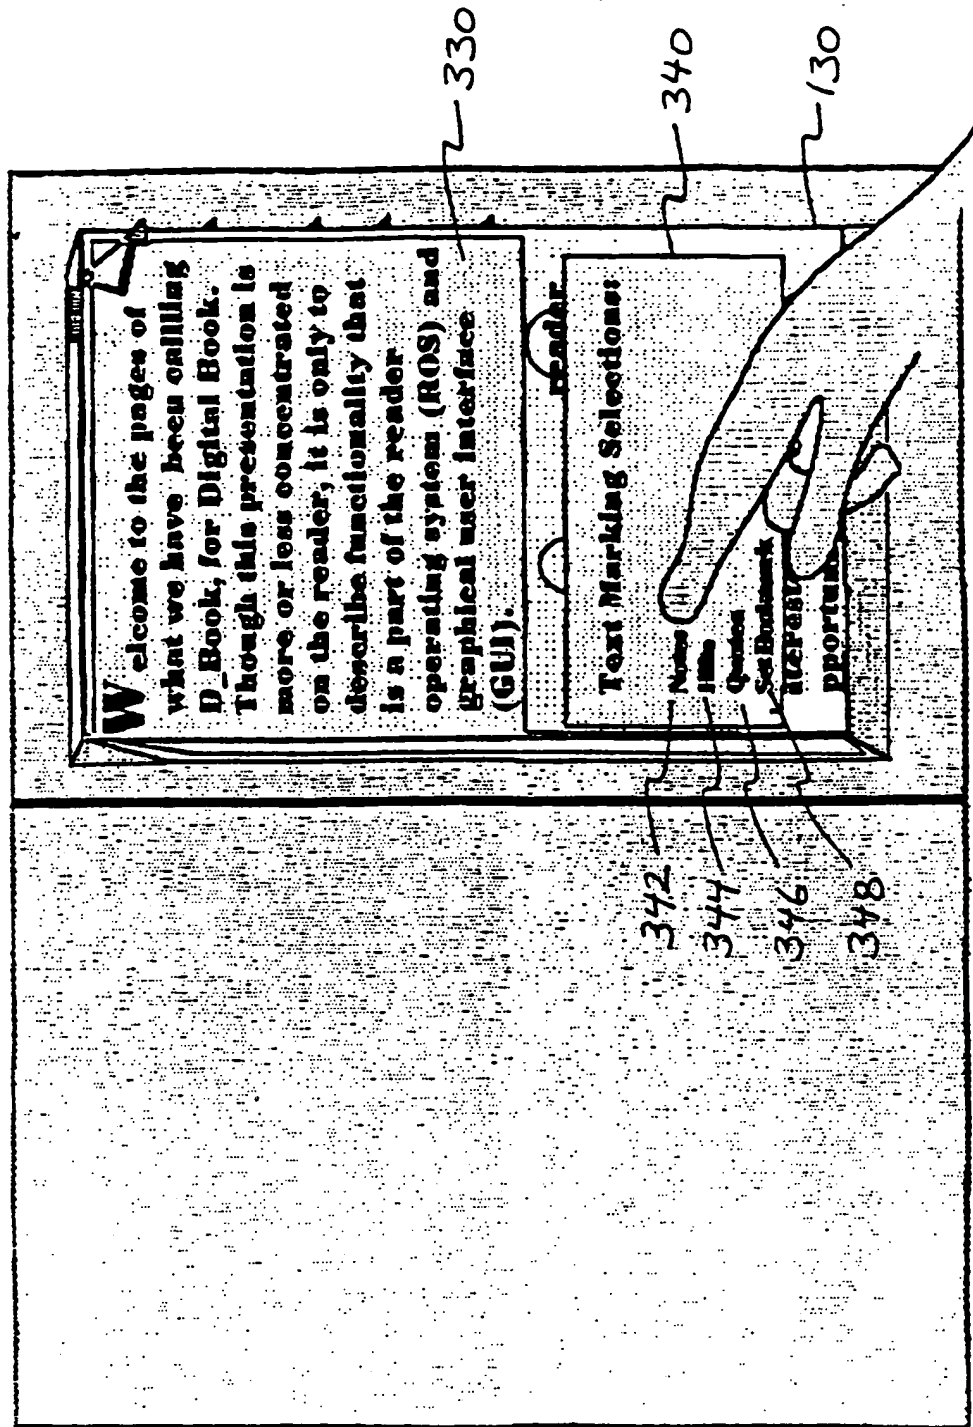 Welcome to the pages of
what we have been calling
D_Book, for Digital Book.
Though this presentation is
more or less concentrated
on the reader, it is only to
describe functionality that
is a part of the reader
operating system (ROS) and
graphical user interface
(GUI).
reader
Text Marking Selections:
Notes
Quotes
Set Bookmark
pportun
330
340
130
342
344
346
348